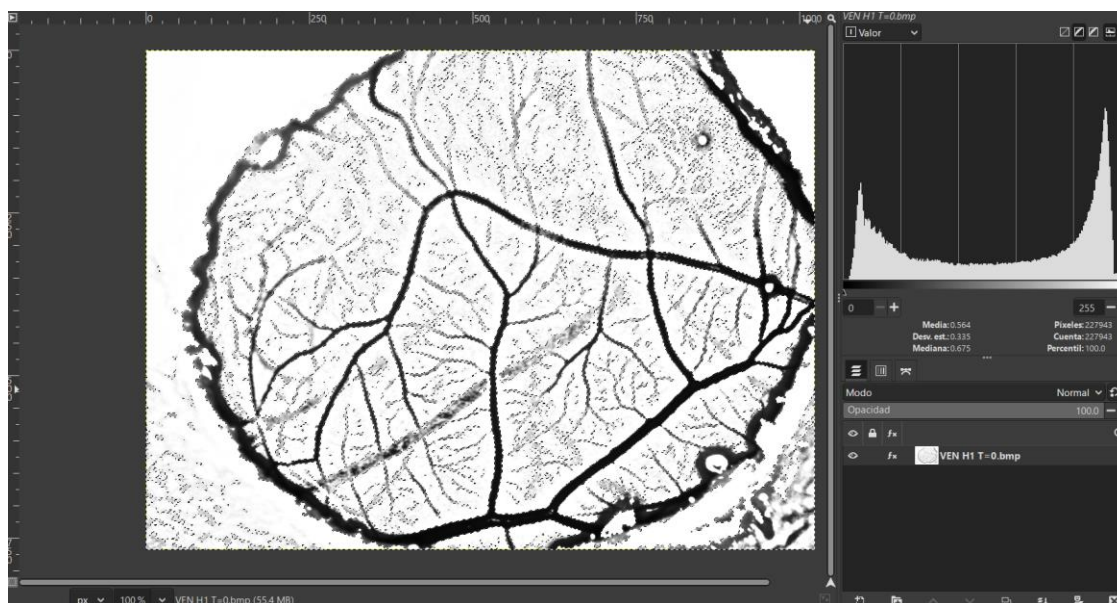 0 250 500 750 1000
VEN H1 T=0.bmp
Valor
0 255
Media: 0.564 Píxeles: 227943
Desv. est.: 0.335 Cuenta: 227943
Mediana: 0.675 Percentil: 100.0
Modo Normal
Opacidad 100.0
fx
fx VEN H1 T=0.bmp
px 100 % VEN H1 T=0.bmp (55.4 MB)